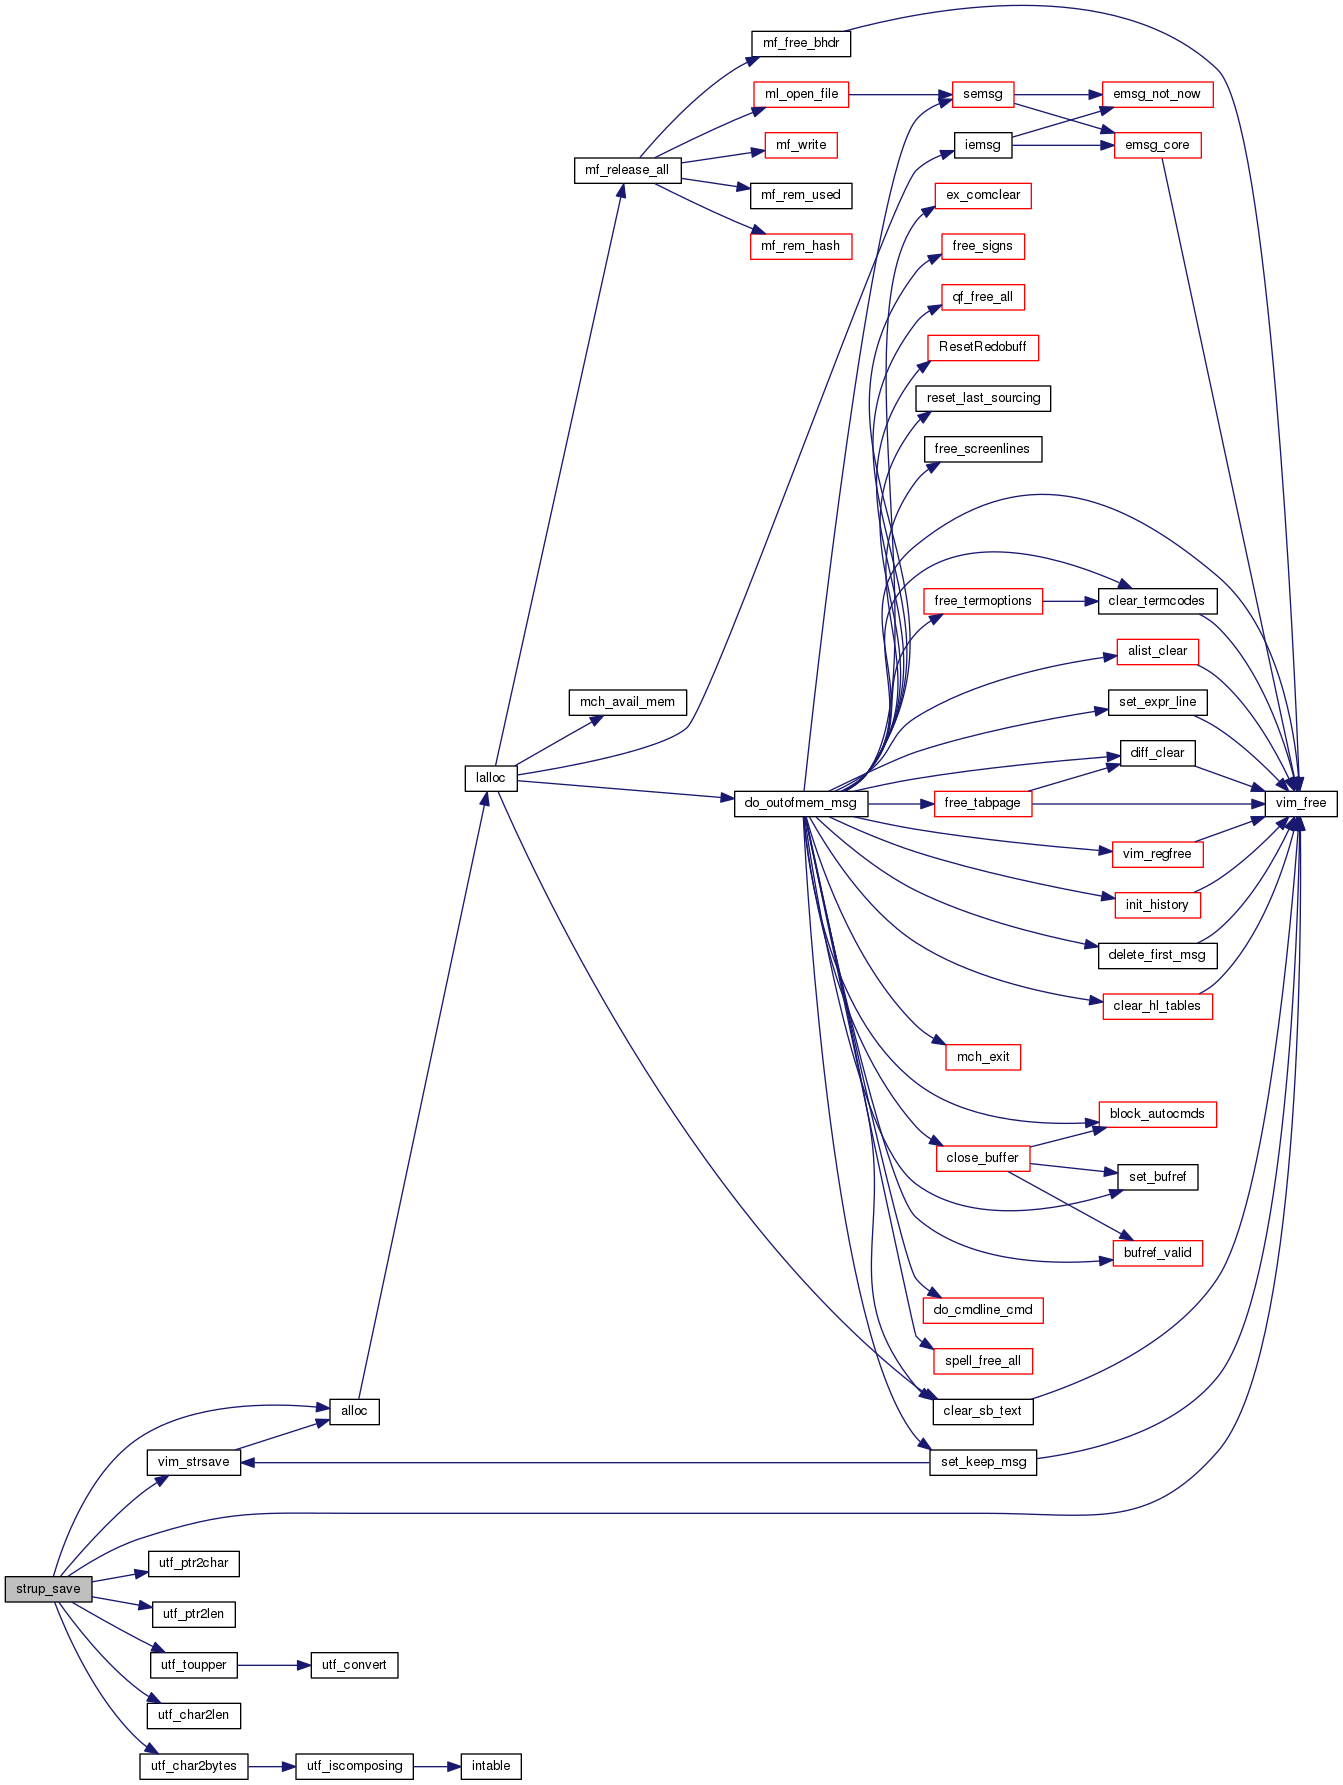 mf_free_bhdr
ml_open_file
semsg
emsg_not_now
mf_write
iemsg
emsg_core
mf_release_all
mf_rem_used
ex_comclear
mf_rem_hash
free_signs
qf_free_all
ResetRedobuff
reset_last_sourcing
free_screenlines
free_termoptions
clear_termcodes
alist_clear
mch_avail_mem
set_expr_line
diff_clear
lalloc
do_outofmem_msg
free_tabpage
vim_free
vim_regfree
init_history
delete_first_msg
clear_hl_tables
mch_exit
block_autocmds
close_buffer
set_bufref
bufref_valid
do_cmdline_cmd
spell_free_all
alloc
clear_sb_text
vim_strsave
set_keep_msg
utf_ptr2char
strup_save
utf_ptr2len
utf_toupper
utf_convert
utf_char2len
utf_char2bytes
utf_iscomposing
intable